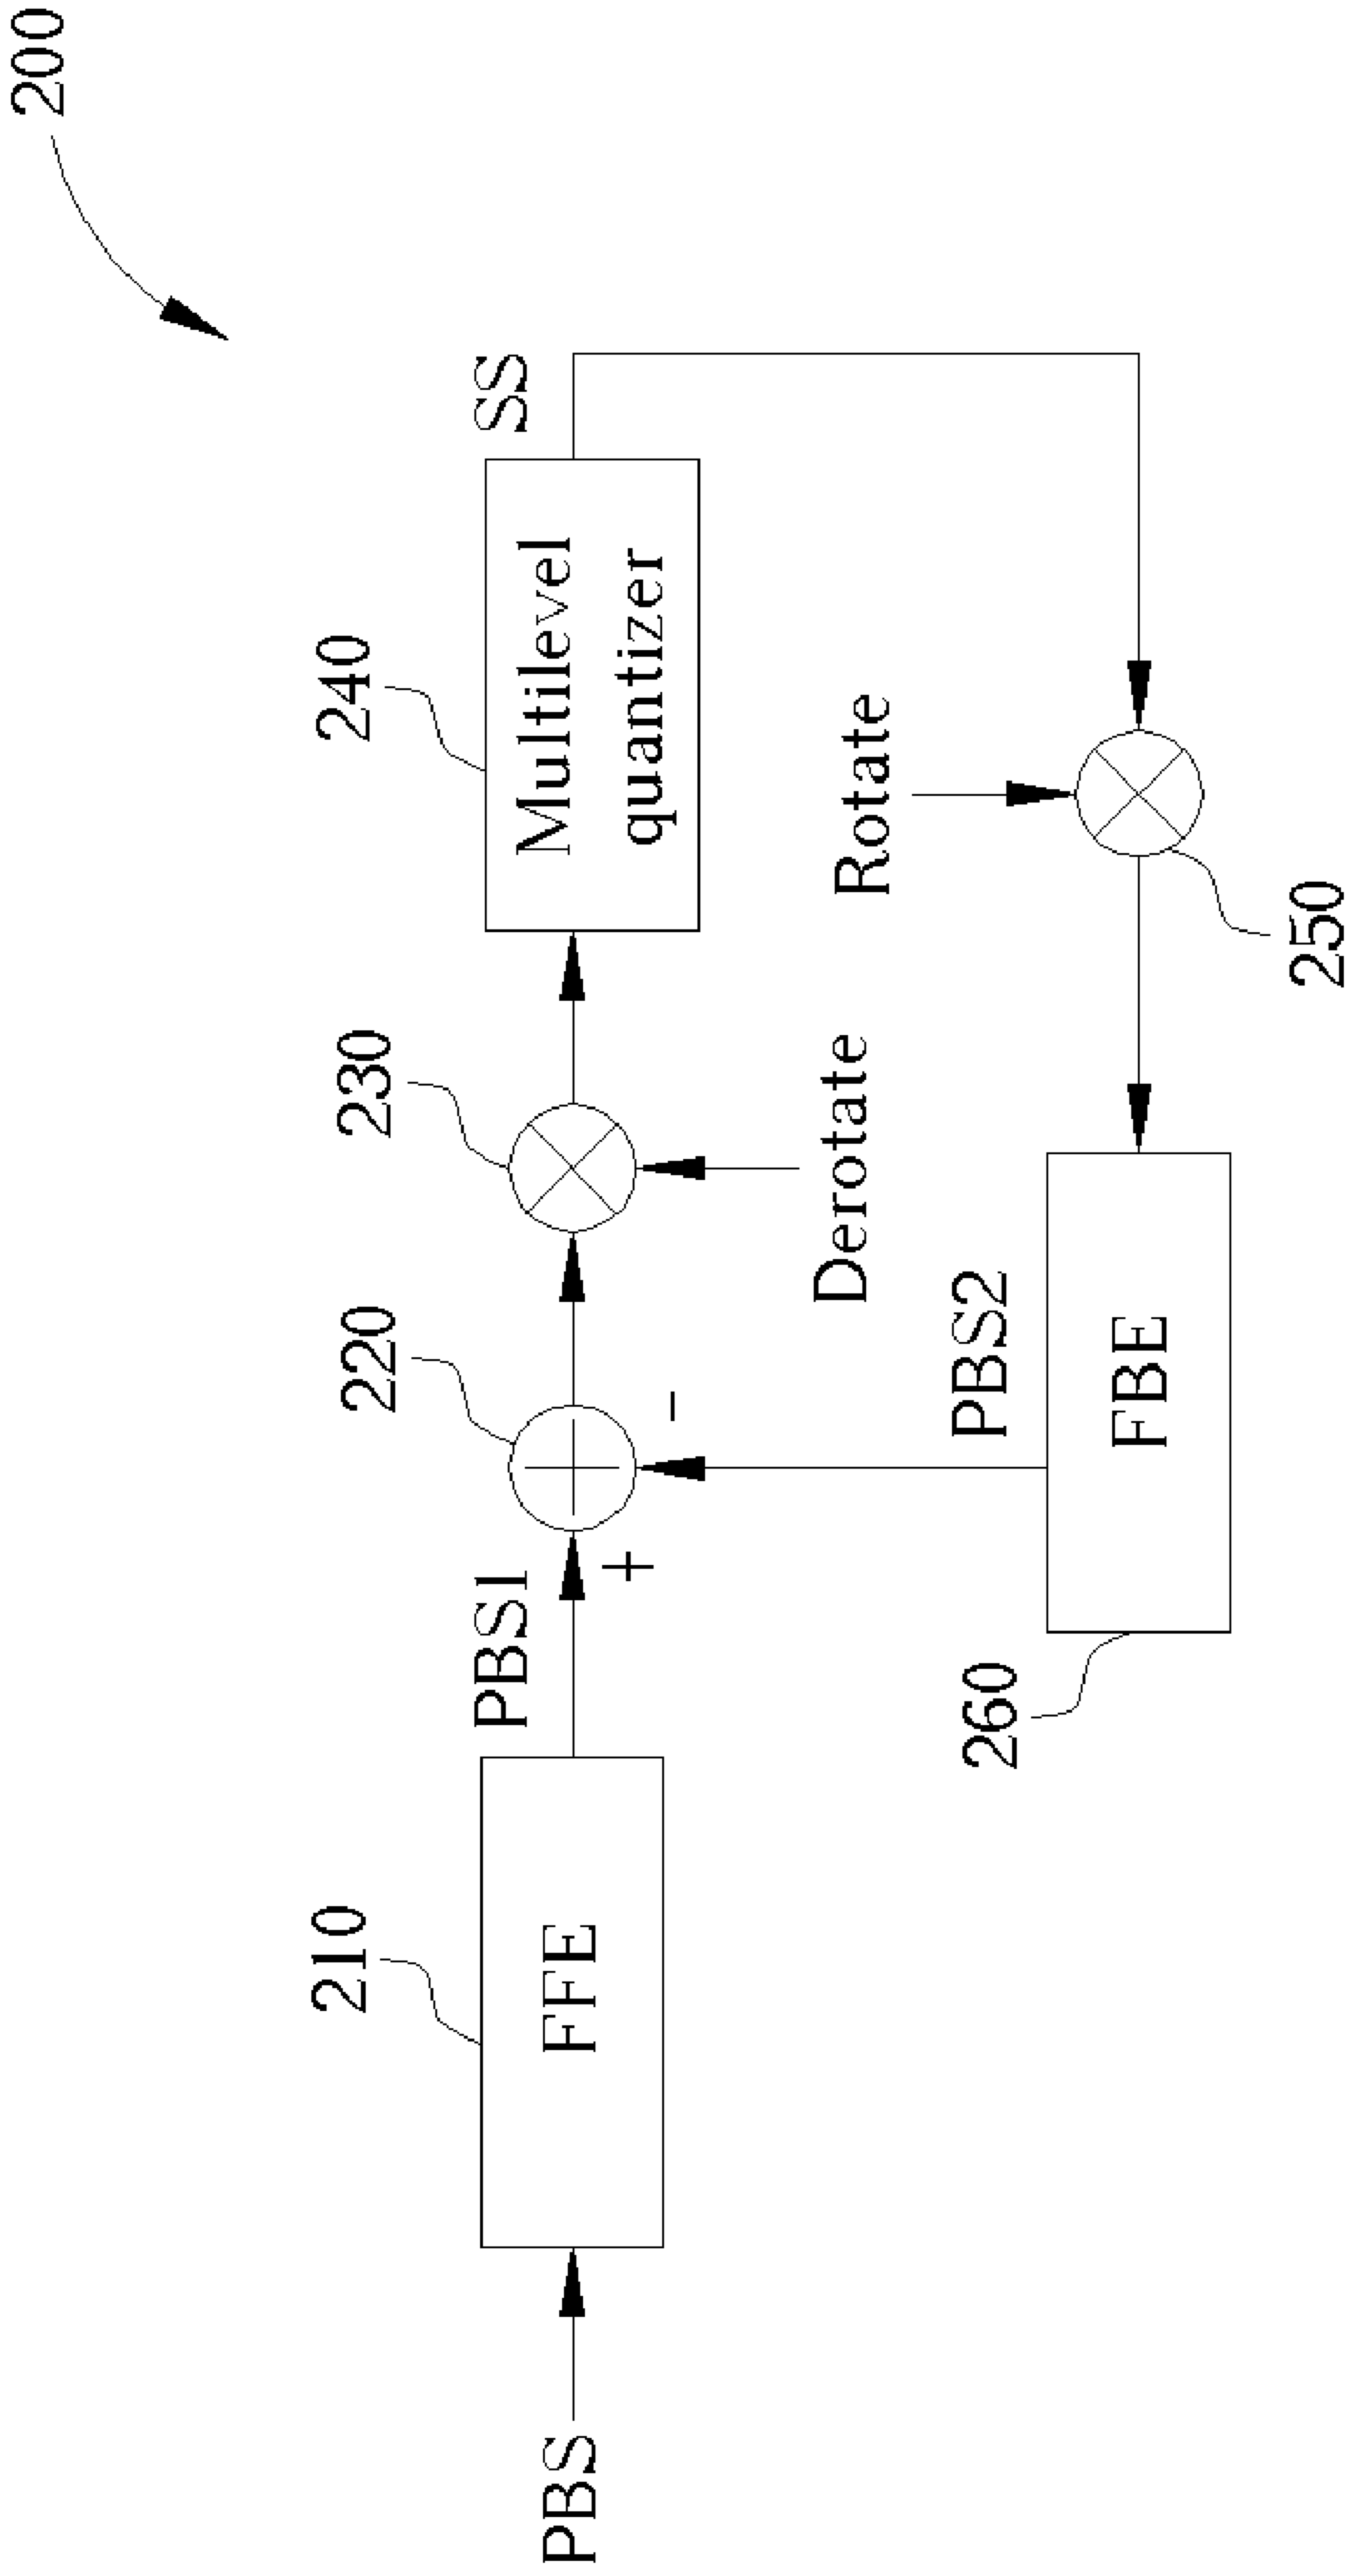 200
210
220
230
240
PBS
FFE
PBS1
+
-
Multilevel
quantizer
SS
Derotate
Rotate
PBS2
FBE
260
250